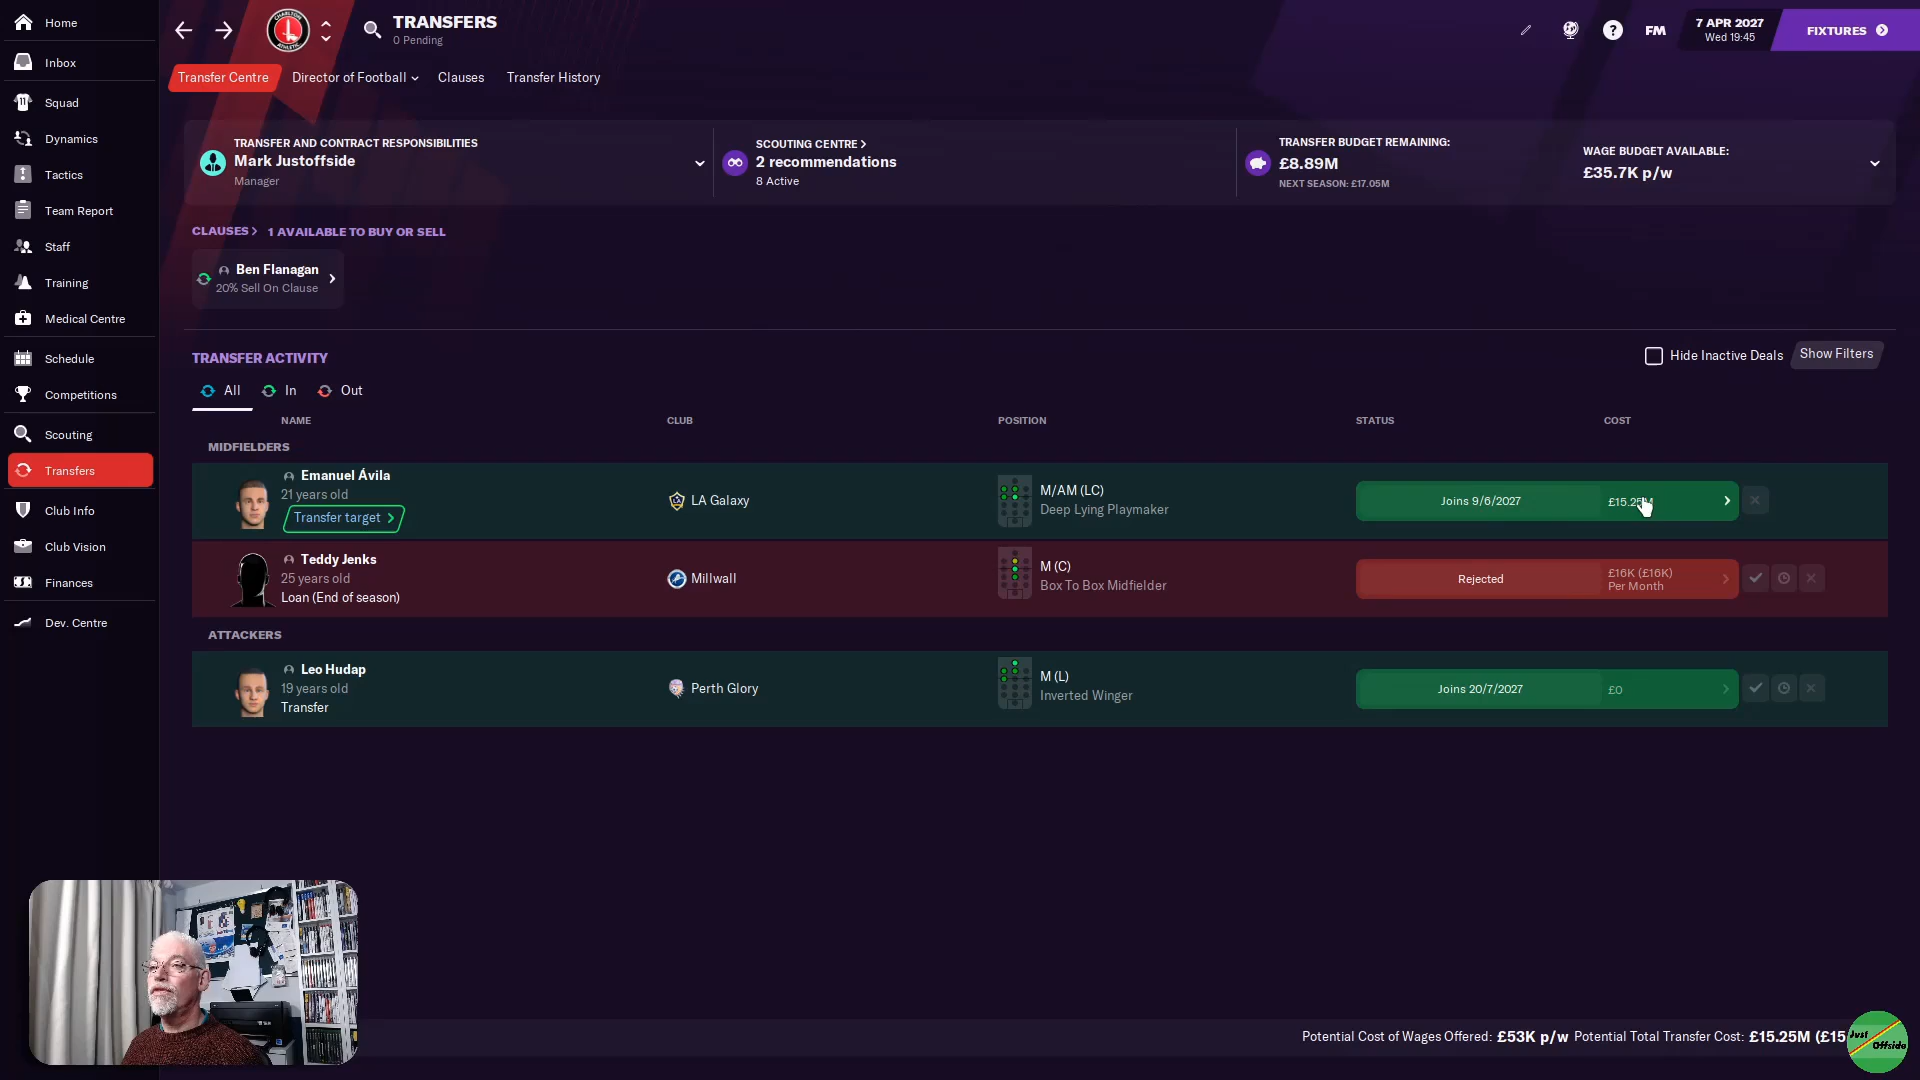 Home
Inbox
Squad
Dynamics
Tactics
Team Report
Staff
Training
Medical Centre
Schedule
Competitions
Scouting
Transfers
Club Info
Club Vision
Finances
Dev. Centre
TRANSFERS
0 Pending
FM
7 APR 2027
Wed 19:45
FIXTURES
Transfer Centre
Director of Football
Clauses
Transfer History
TRANSFER AND CONTRACT RESPONSIBILITIES
Mark Justoffside
Manager
SCOUTING CENTRE
2 recommendations
8 Active
TRANSFER BUDGET REMAINING:
£8.89M
NEXT SEASON: £17.05M
WAGE BUDGET AVAILABLE:
£35.7K p/w
CLAUSES 1 AVAILABLE TO BUY OR SELL
Ben Flanagan
20% Sell On Clause
TRANSFER ACTIVITY
Hide Inactive Deals
Show Filters
All In Out
NAME CLUB POSITION STATUS COST
MIDFIELDERS
Emanuel Ávila
21 years old
Transfer target
LA Galaxy
M/AM (LC)
Deep Lying Playmaker
Joins 9/6/2027
£15.25M
Teddy Jenks
25 years old
Loan (End of season)
Millwall
M (C)
Box To Box Midfielder
Rejected
£16K (£16K)
Per Month
ATTACKERS
Leo Hudap
19 years old
Transfer
Perth Glory
M (L)
Inverted Winger
Joins 20/7/2027
£0
Potential Cost of Wages Offered: £53K p/w Potential Total Transfer Cost: £15.25M (£15
Just
Offside